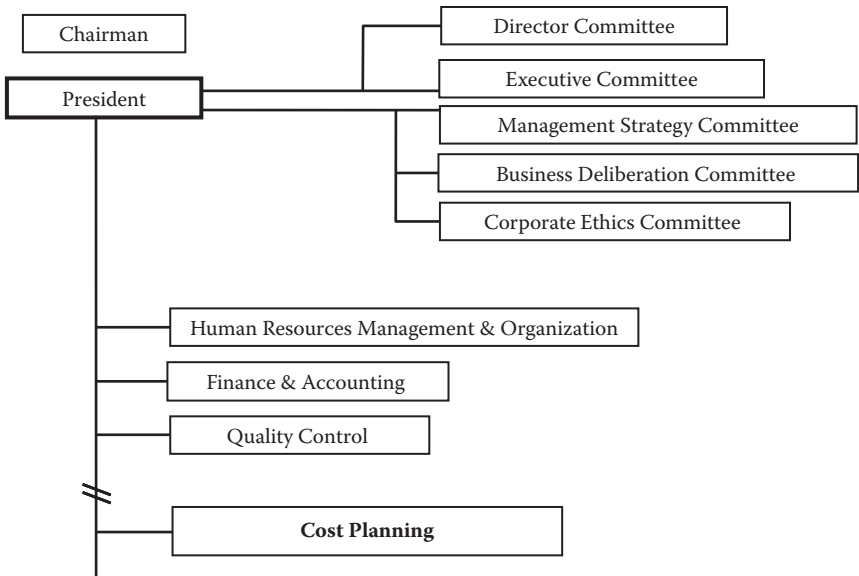 Chairman
President
Director Committee
Executive Committee
Management Strategy Committee
Business Deliberation Committee
Corporate Ethics Committee
Human Resources Management & Organization
Finance & Accounting
Quality Control
Cost Planning